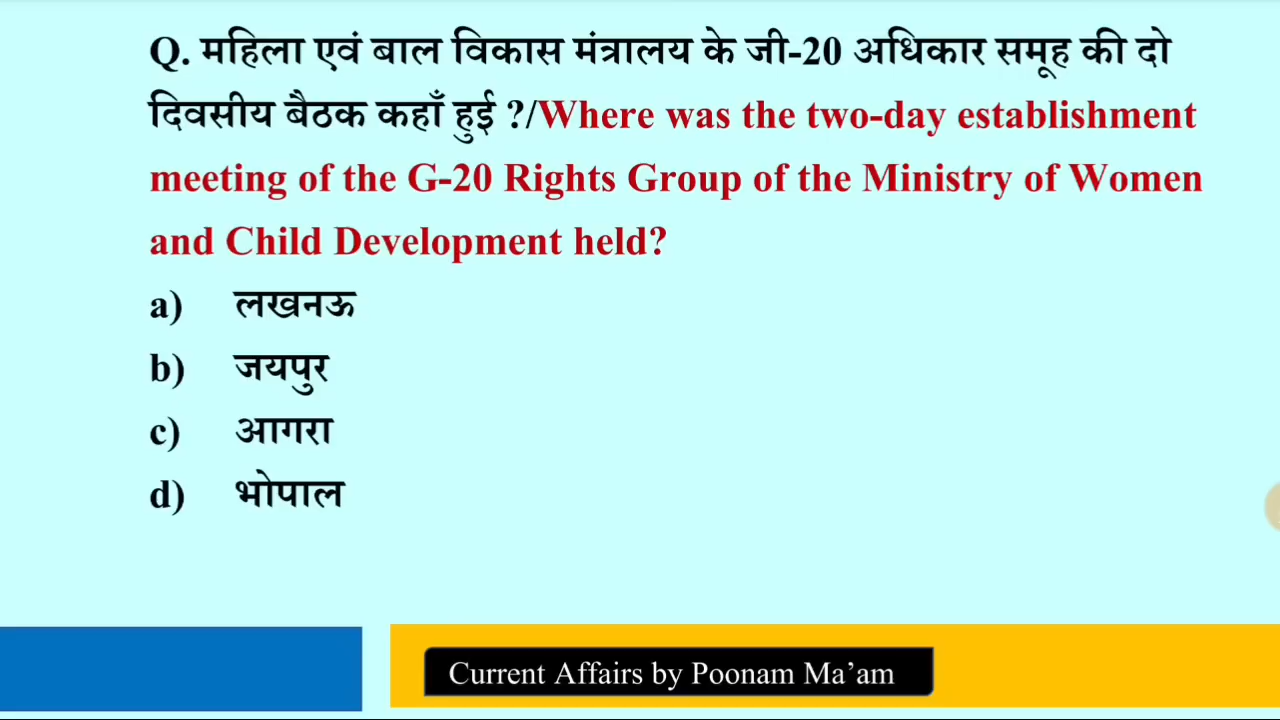 Q. महिला एवं बाल विकास मंत्रालय के जी-20 अधिकार समूह की दो
दिवसीय बैठक कहाँ हुई ?/Where was the two-day establishment
meeting of the G-20 Rights Group of the Ministry of Women
and Child Development held?
a) लखनऊ
b) जयपुर
c) आगरा
d) भोपाल
Current Affairs by Poonam Ma’am